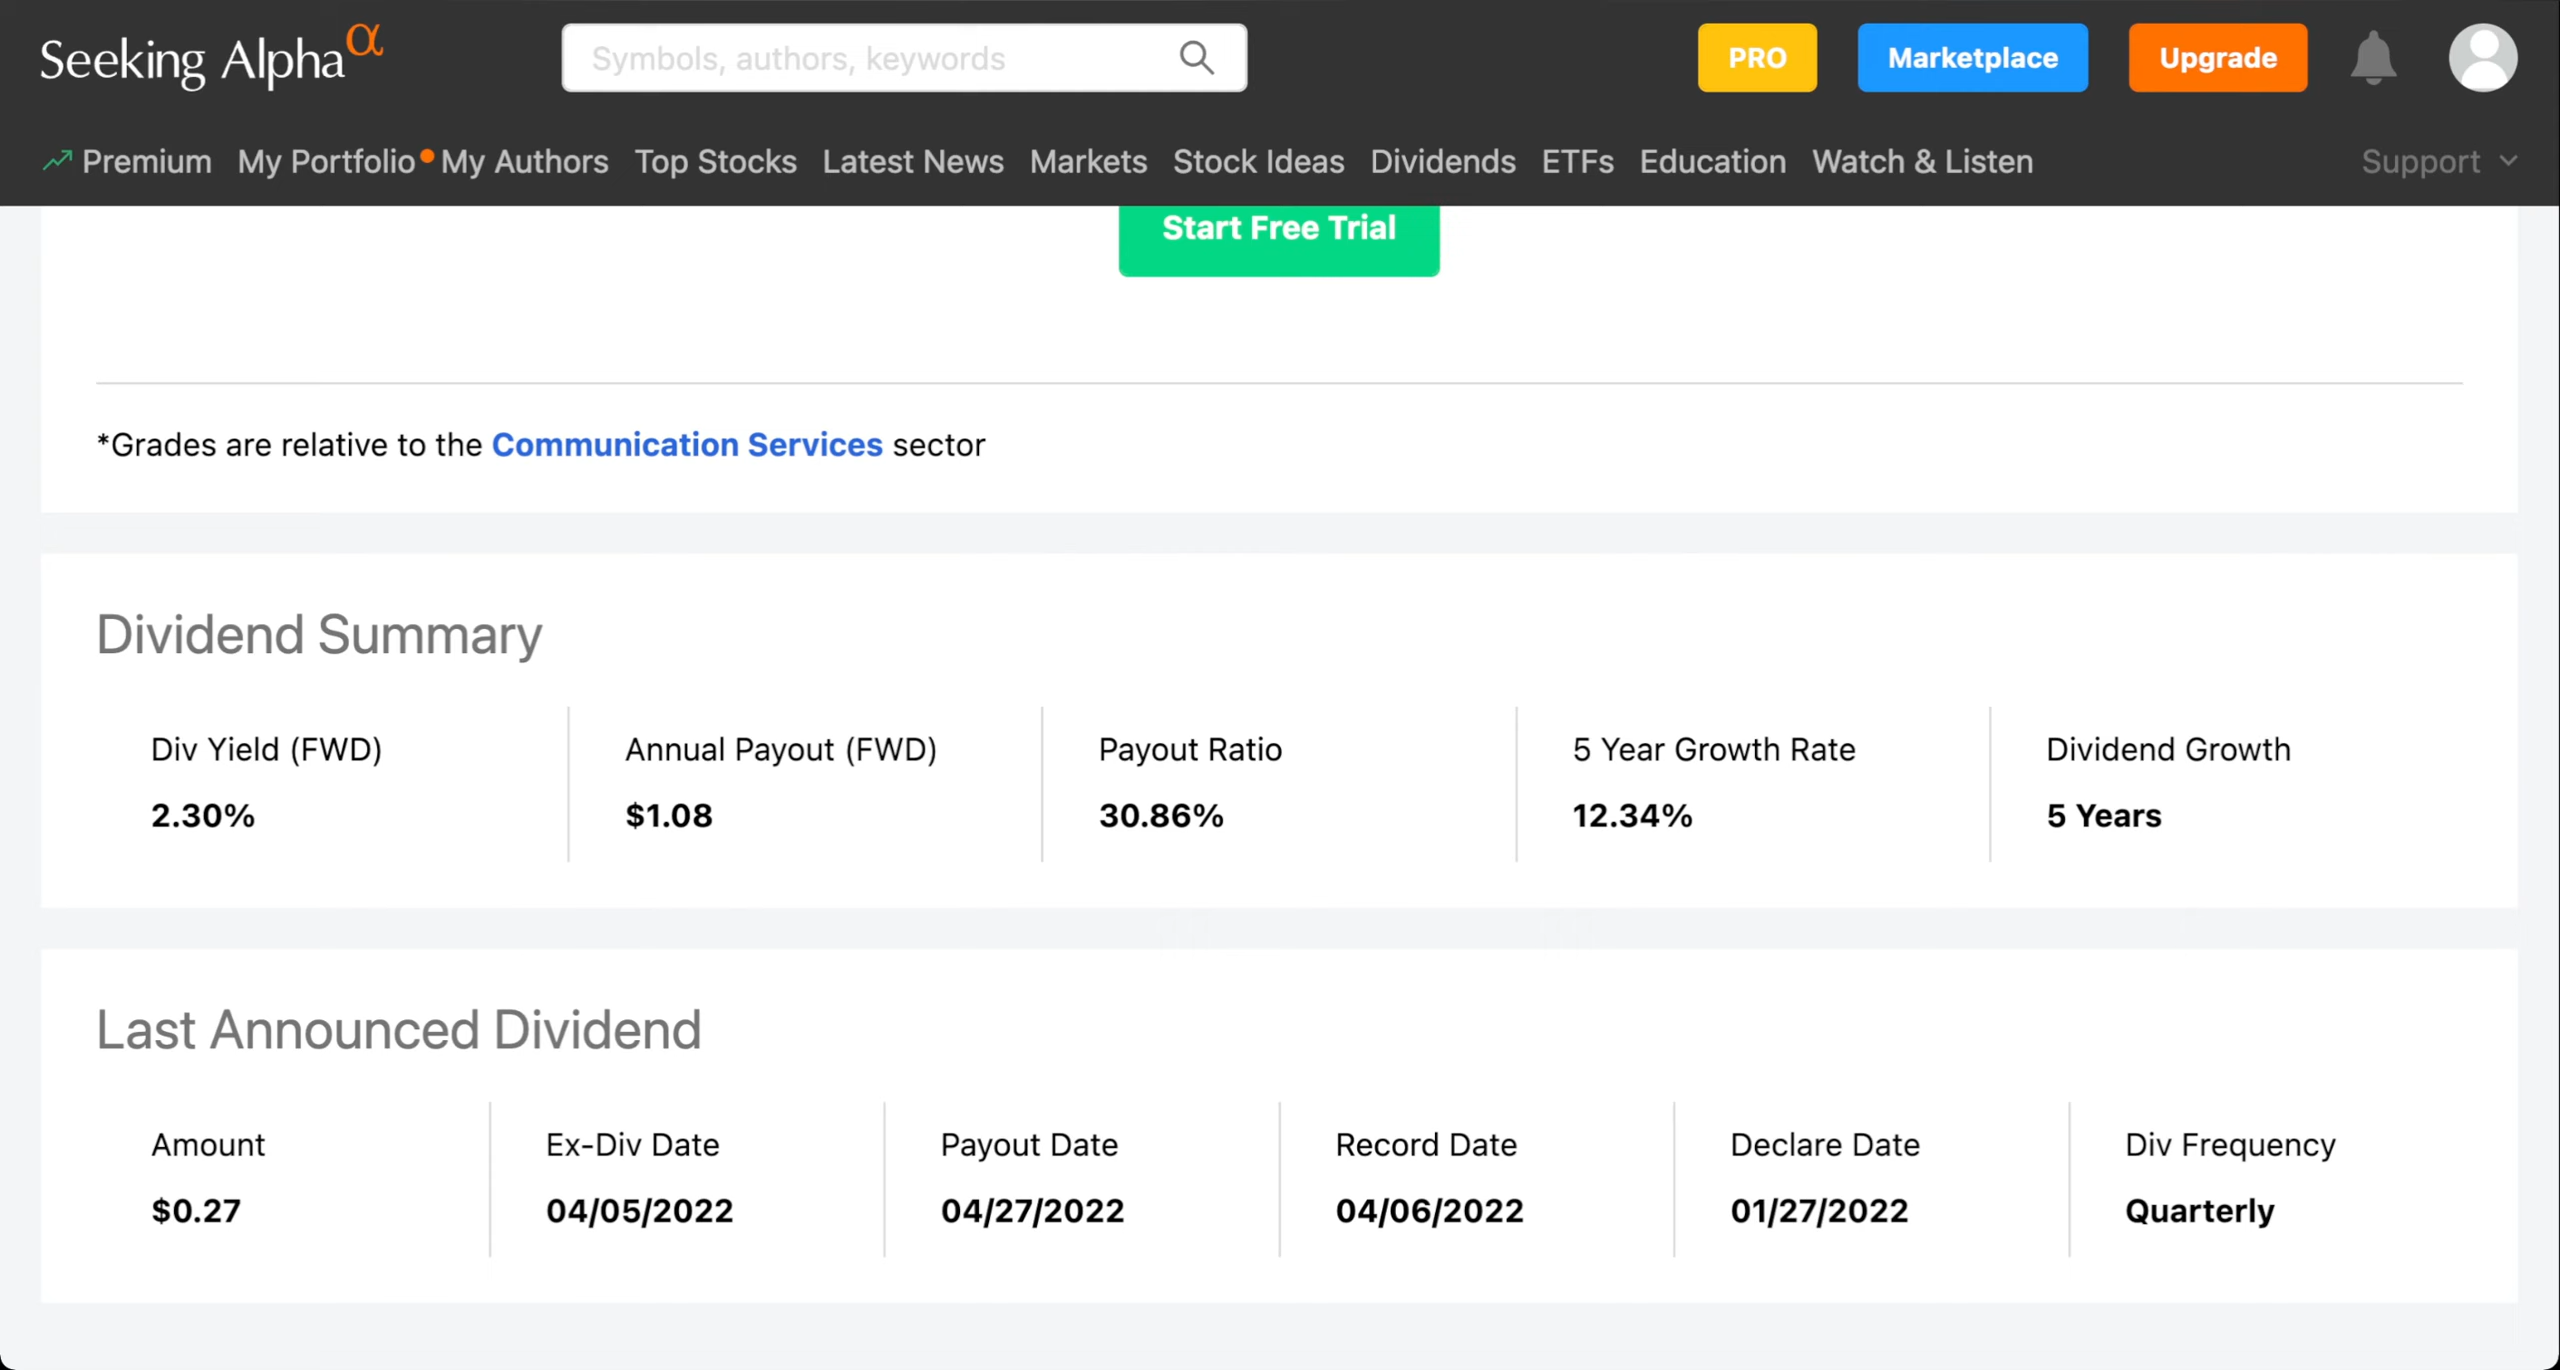 Seeking Alpha α
Symbols, authors, keywords
PRO
Marketplace
Upgrade
Premium My Portfolio My Authors Top Stocks Latest News Markets Stock Ideas Dividends ETFs Education Watch & Listen Support
Start Free Trial
*Grades are relative to the Communication Services sector
Dividend Summary
Div Yield (FWD) Annual Payout (FWD) Payout Ratio 5 Year Growth Rate Dividend Growth
2.30% $1.08 30.86% 12.34% 5 Years
Last Announced Dividend
Amount Ex-Div Date Payout Date Record Date Declare Date Div Frequency
$0.27 04/05/2022 04/27/2022 04/06/2022 01/27/2022 Quarterly